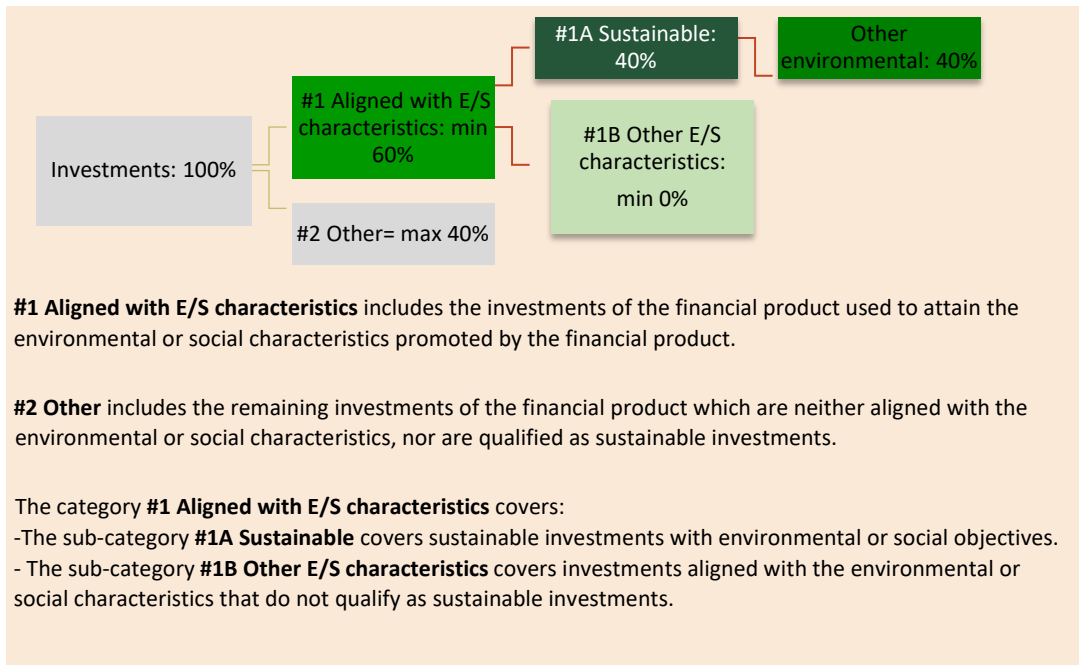 #1A Sustainable:
40%
Other
environmental: 40%
#1 Aligned with E/S
characteristics: min
60%
Investments: 100%
#1B Other E/S
characteristics:
min 0%
#2 Other= max 40%
#1 Aligned with E/S characteristics includes the investments of the financial product used to attain the
environmental or social characteristics promoted by the financial product.
#2 Other includes the remaining investments of the financial product which are neither aligned with the
environmental or social characteristics, nor are qualified as sustainable investments.
The category #1 Aligned with E/S characteristics covers:
-The sub-category #1A Sustainable covers sustainable investments with environmental or social objectives.
- The sub-category #1B Other E/S characteristics covers investments aligned with the environmental or
social characteristics that do not qualify as sustainable investments.